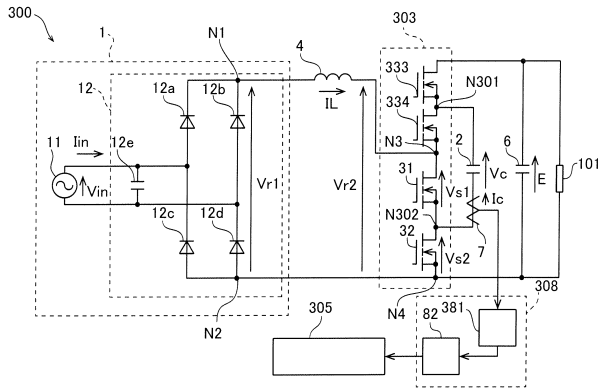 300
1
N1
4
303
12
12a
12b
333
N301
IL
334
Iin
12e
N3
2
6
101
11
Vin
Vr1
Vr2
31
Vs1
Vc
E
12c
12d
N302
Ic
32
Vs2
7
N2
N4
308
305
82
381